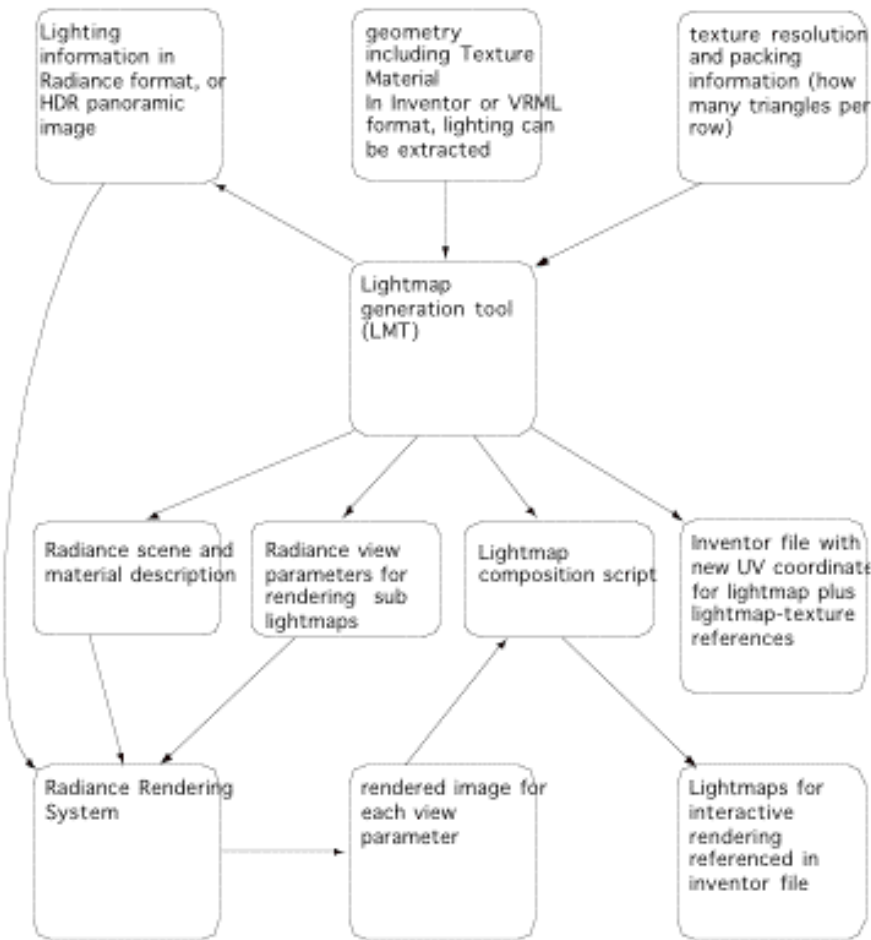 Lighting
information in
Radiance format, or
HDR panoramic
image
geometry
including Texture
Material
In Inventor or VRML
format, lighting can
be extracted
texture resolution
and packing
information (how
many triangles per
row)
Lightmap
generation tool
(LMT)
Radiance scene and
material description
Radiance view
parameters for
rendering sub
lightmaps
Lightmap
composition script
Inventor file with
new UV coordinate
for lightmap plus
lightmap-texture
references
Radiance Rendering
System
rendered image for
each view
parameter
Lightmaps for
interactive
rendering
referenced in
inventor file